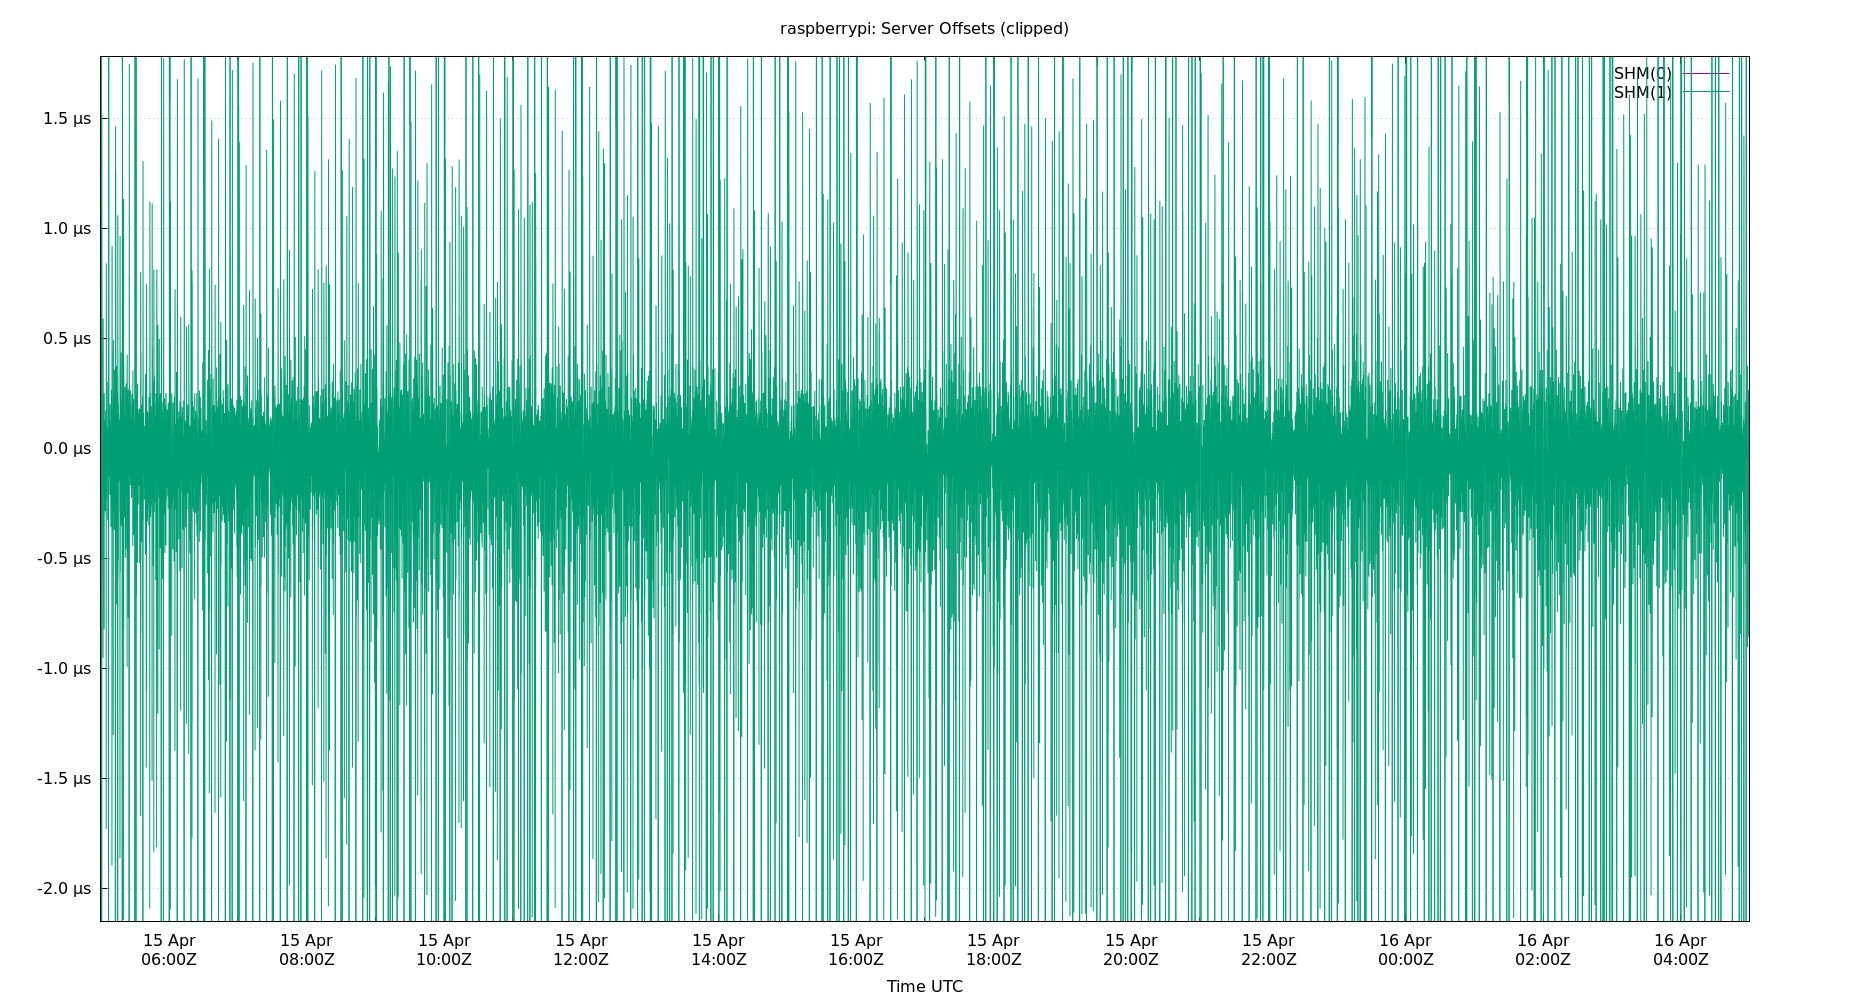 raspberrypi: Server Offsets (clipped)
SHM(0)
SHM(1)
1.5 µs
1.0 µs
0.5 µs
0.0 µs
-0.5 µs
-1.0 µs
-1.5 µs
-2.0 µs
15 Apr 15 Apr 15 Apr 15 Apr 15 Apr 15 Apr 15 Apr 15 Apr 15 Apr 16 Apr 16 Apr 16 Apr
06:00Z 08:00Z 10:00Z 12:00Z 14:00Z 16:00Z 18:00Z 20:00Z 22:00Z 00:00Z 02:00Z 04:00Z
Time UTC